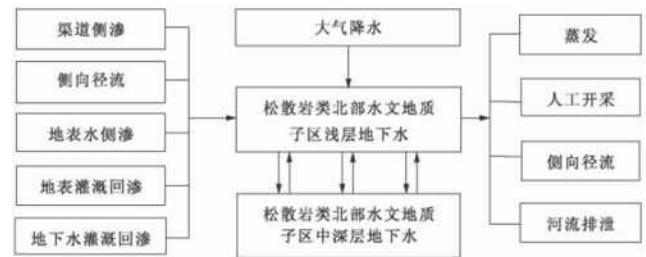 渠道侧渗
侧向径流
地表水侧渗
地表灌溉回渗
地下水灌溉回渗
大气降水
松散岩类北部水文地质
子区浅层地下水
松散岩类北部水文地质
子区中深层地下水
蒸发
人工开采
侧向径流
河流排泄